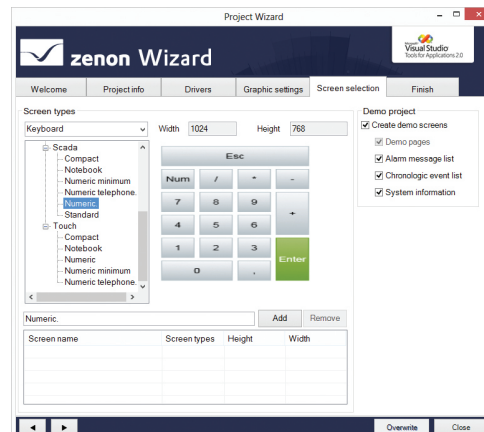 Project Wizard
zenon Wizard
Visual Studio
Tools for Applications 2.0
Welcome
Project info
Drivers
Graphic settings
Screen selection
Finish
Screen types
Keyboard
Width 1024
Height 768
Scada
Compact
Notebook
Numeric minimum
Numeric telephone.
Numeric.
Standard
Touch
Compact
Notebook
Numeric
Numeric minimum
Numeric telephone.
Esc
Num / * -
7 8 9 +
4 5 6
1 2 3 Enter
0 ,
Numeric.
Add
Remove
Screen name
Screen types
Height
Width
Demo project
Create demo screens
Demo pages
Alarm message list
Chronologic event list
System information
Overwrite
Close